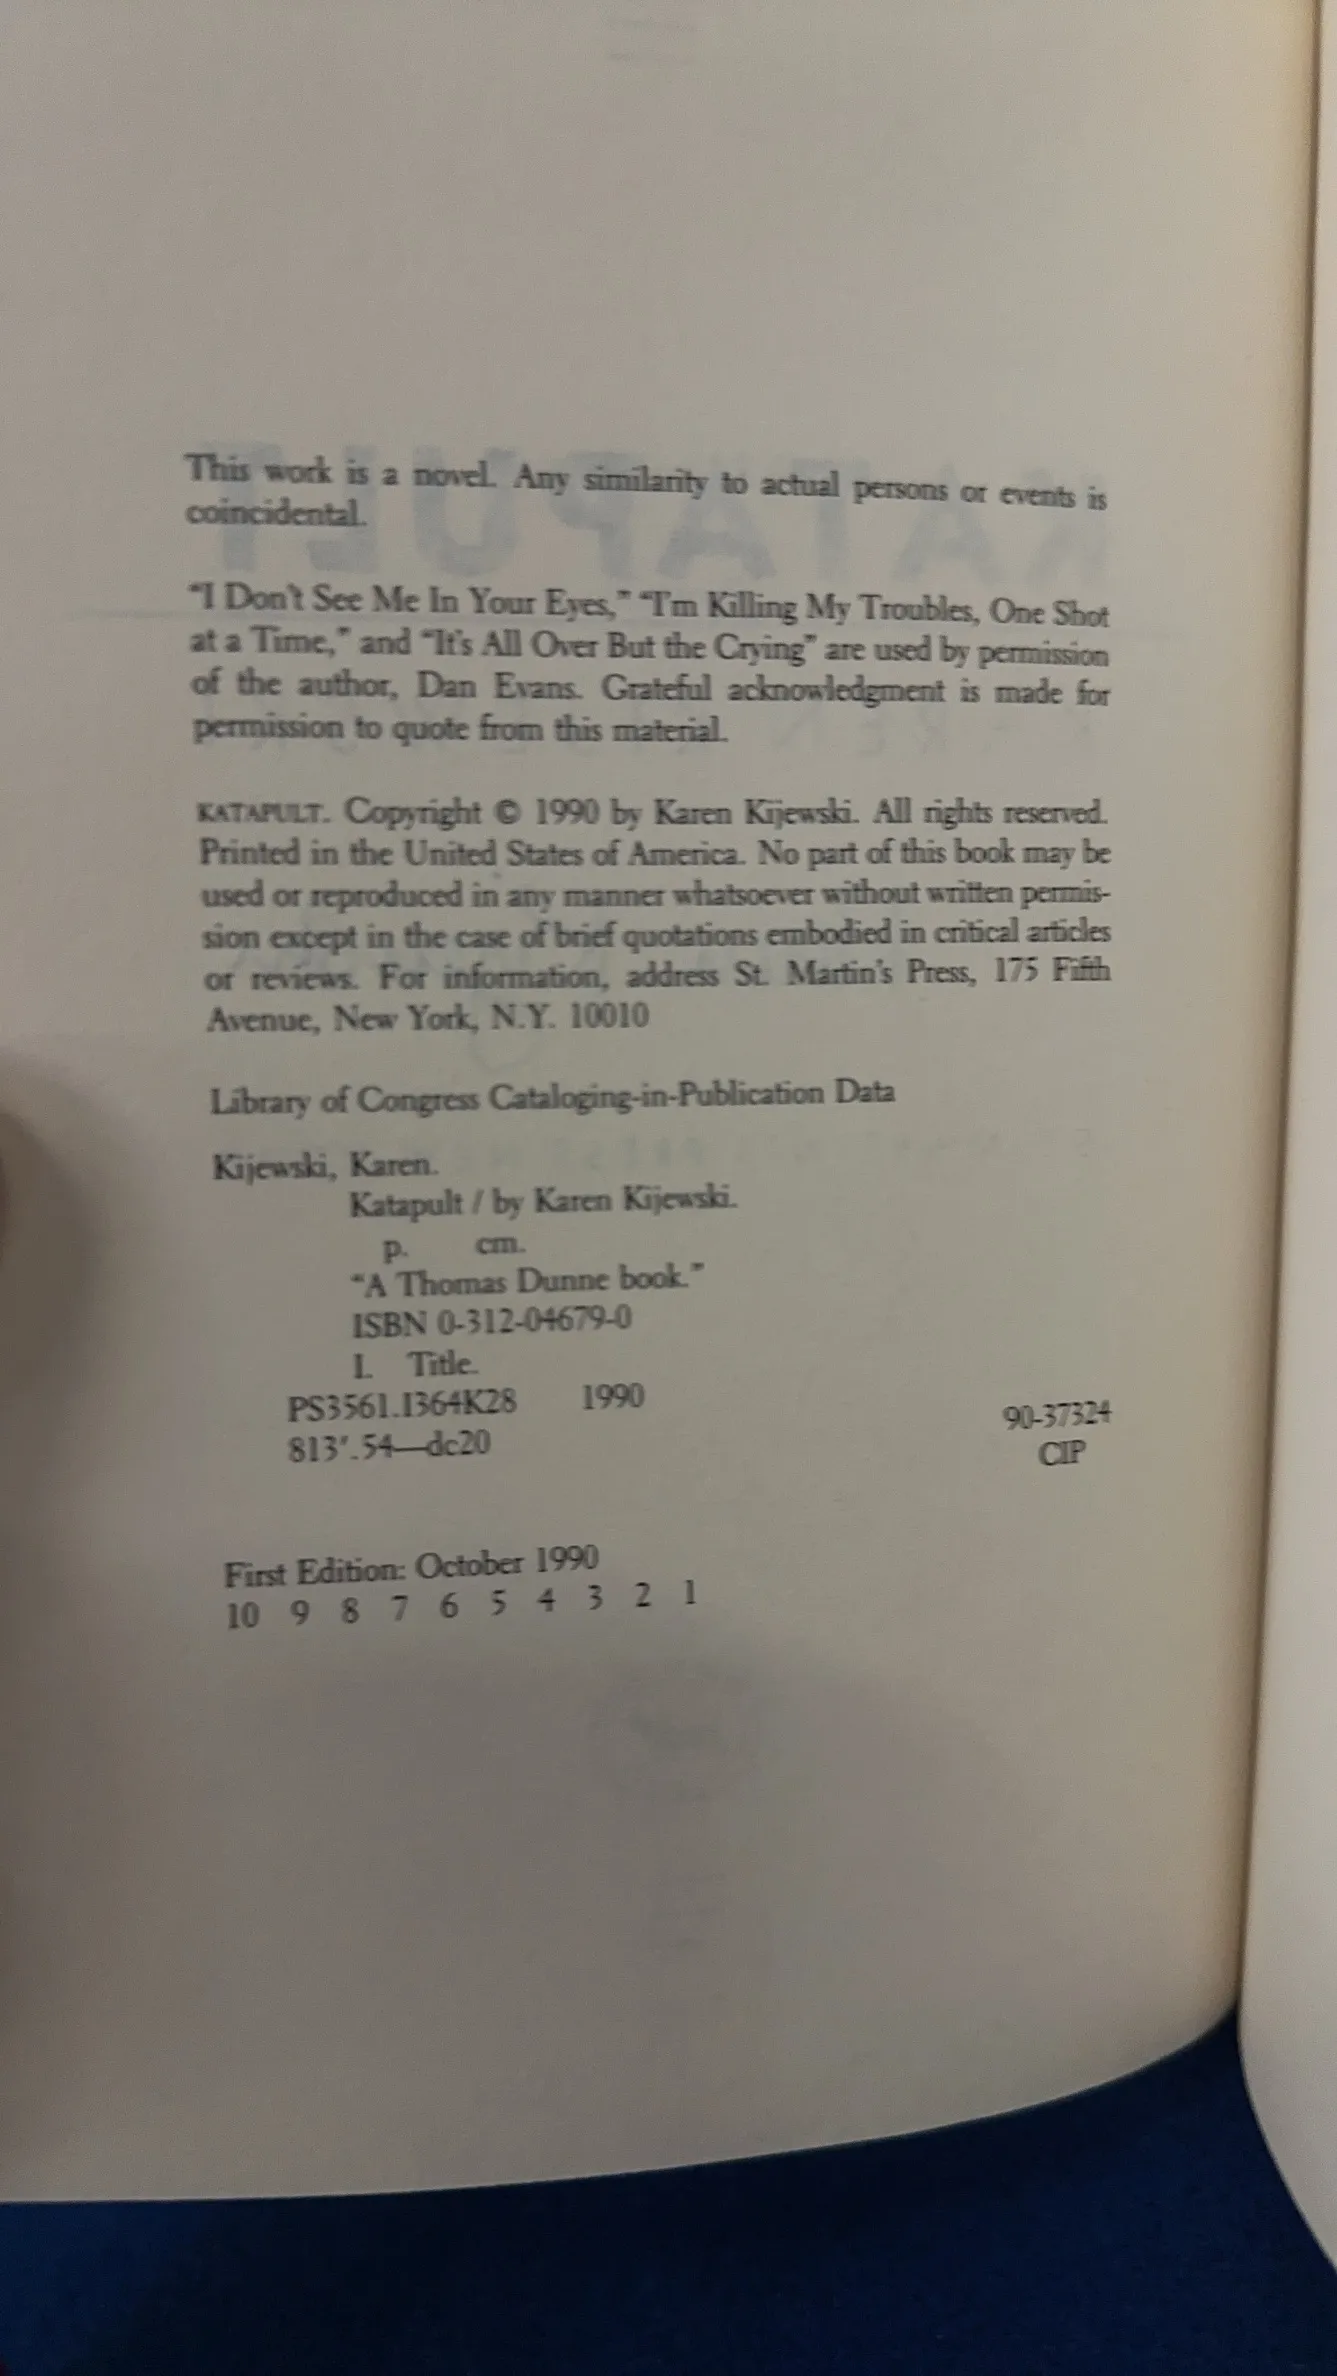 This work is a novel. Any similarity to actual persons or events is
coincidental.
"I Don't See Me In Your Eyes," "I'm Killing My Troubles, One Shot
at a Time," and "It's All Over But the Crying" are used by permission
of the author, Dan Evans. Grateful acknowledgment is made for
permission to quote from this material.
KATAPULT. Copyright © 1990 by Karen Kijewski. All rights reserved.
Printed in the United States of America. No part of this book may be
used or reproduced in any manner whatsoever without written permis-
sion except in the case of brief quotations embodied in critical articles
or reviews. For information, address St. Martin's Press, 175 Fifth
Avenue, New York, N.Y. 10010
Library of Congress Cataloging-in-Publication Data
Kijewski, Karen.
Katapult / by Karen Kijewski.
p. cm.
"A Thomas Dunne book."
ISBN 0-312-04679-0
I. Title.
PS3561.I364K28 1990
813'.54—dc20
90-37324
CIP
First Edition: October 1990
10 9 8 7 6 5 4 3 2 1